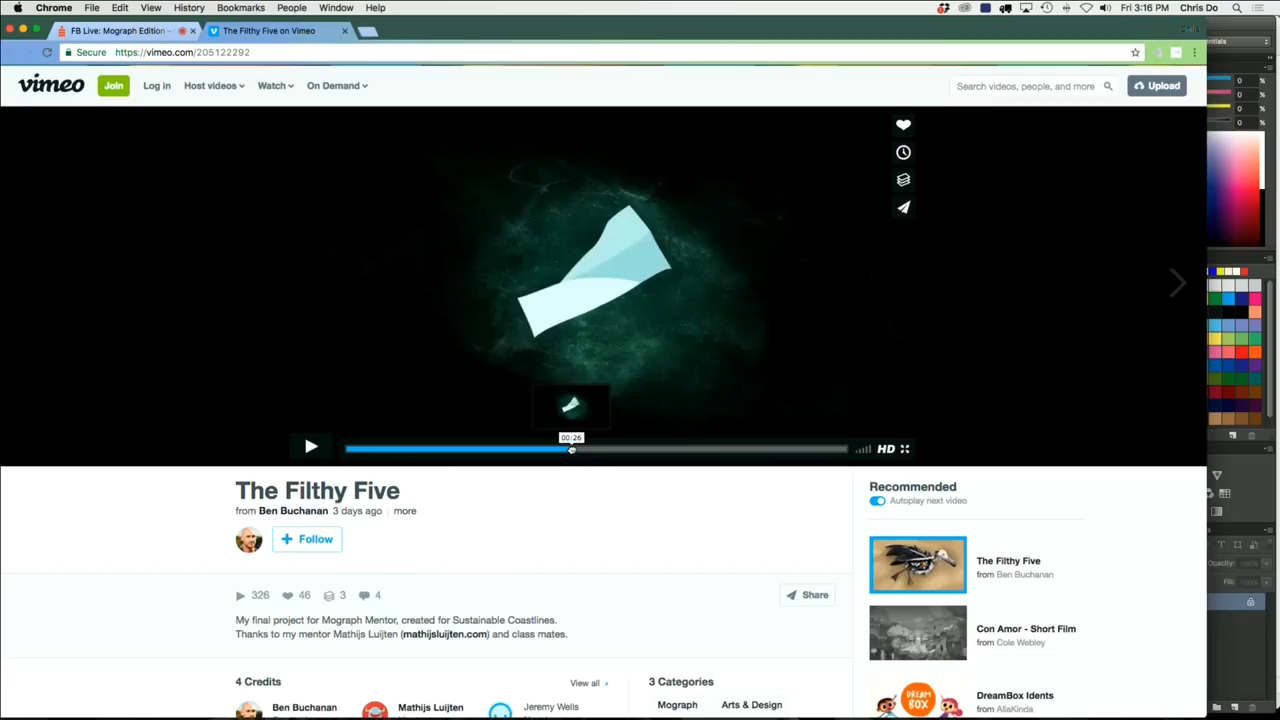 Chrome File Edit View History Bookmarks People Window Help
Fri 3:16 PM Chris Do
FB Live: Mograph Edition -
The Filthy Five on Vimeo
Secure https://vimeo.com/205122292
vimeo Join Log in Host videos Watch On Demand
Search videos, people, and more
Upload
00:26
HD
The Filthy Five
from Ben Buchanan 3 days ago more
+ Follow
326 46 3 4
Share
My final project for Mograph Mentor, created for Sustainable Coastlines.
Thanks to my mentor Mathijs Luijten (mathijsluijten.com) and class mates.
4 Credits
View all
Ben Buchanan
Mathijs Luijten
Jeremy Wells
3 Categories
Mograph
Arts & Design
Recommended
Autoplay next video
The Filthy Five
from Ben Buchanan
Con Amor - Short Film
from Cole Webley
DREAM BOX
DreamBox Idents
from AllaKinda
0 %
0 %
0 %
0 %
Opacity:
Fill: